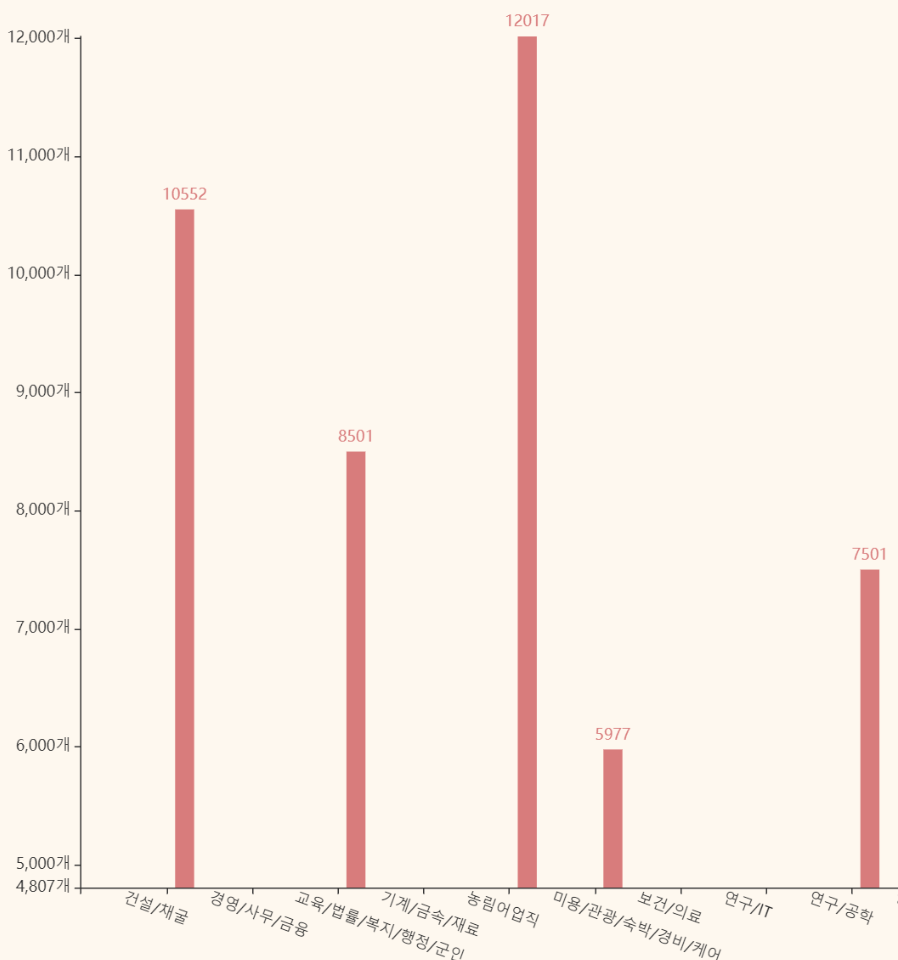 12017
12,000개
11,000개
10552
10,000개
9,000개
8501
8,000개
7501
7,000개
5977
6,000개
5,000개
4,807개
건설/채굴
경영/사무/금융
교육/법률/복지/행정/군인
기계/금속/재료
농림어업직
미용/관광/숙박/경비/케어
보건/의료
연구/IT
연구/공학